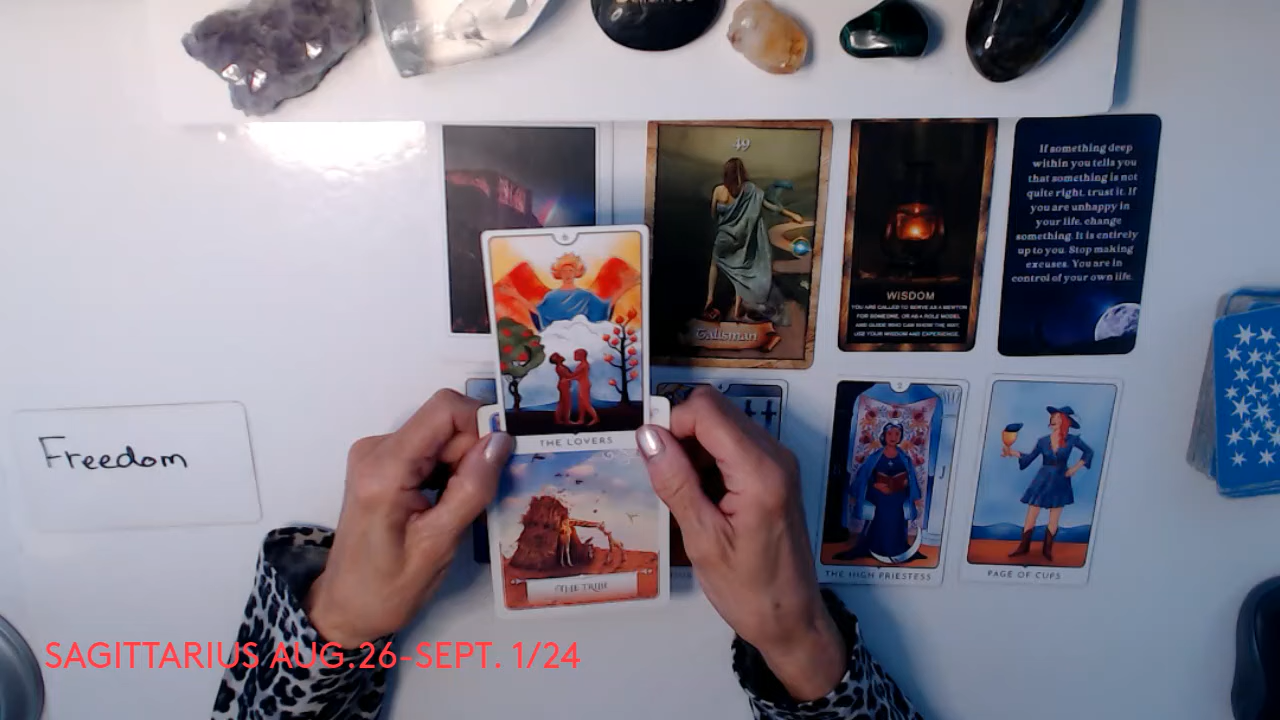 49
Talisman
WISDOM
YOU ARE CALLED TO SERVE AS A MENTOR
FOR SOMEONE, OR AS A ROLE MODEL
AND GUIDE WHO CAN SHOW THE WAY.
USE YOUR WISDOM AND EXPERIENCE.
If something deep
within you tells you
that something is not
quite right, trust it. If
you are unhappy in
your life, change
something. It is entirely
up to you. Stop making
excuses. You are in
control of your own life.
6
THE LOVERS
THE TRIBE
2
THE HIGH PRIESTESS
PAGE OF CUPS
Freedom
SAGITTARIUS AUG.26-SEPT. 1/24